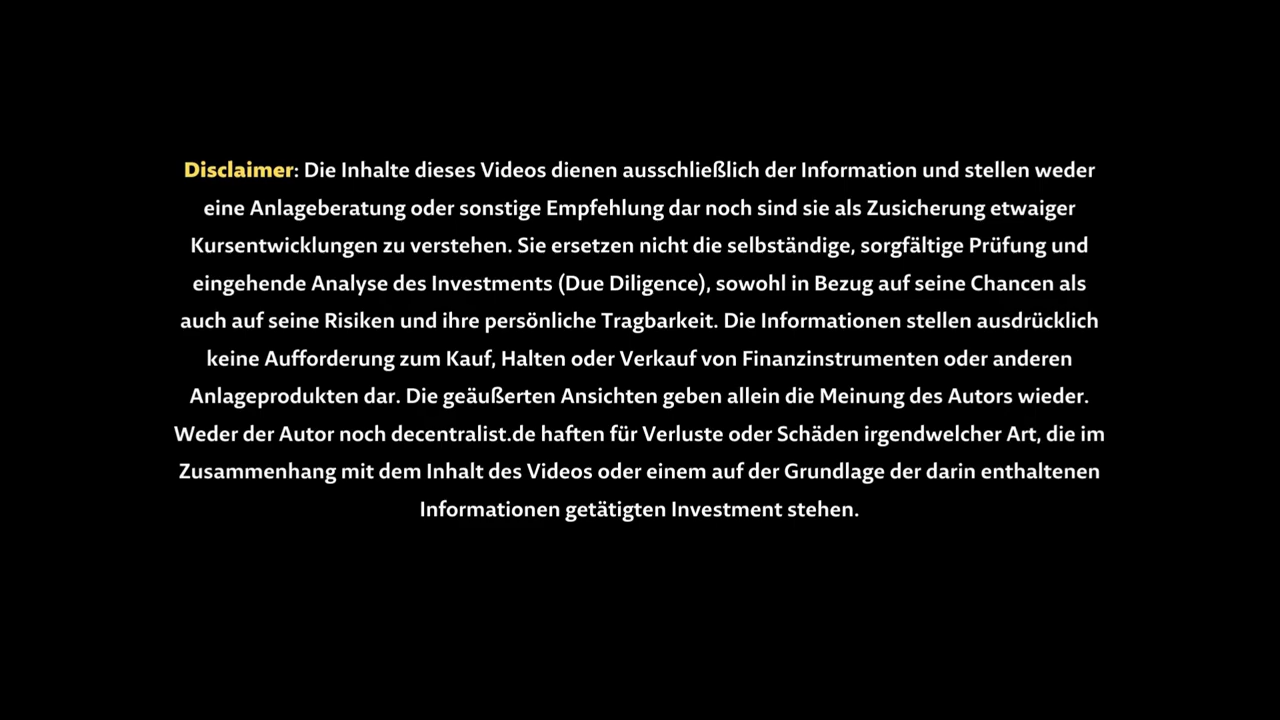 Disclaimer: Die Inhalte dieses Videos dienen ausschließlich der Information und stellen weder
eine Anlageberatung oder sonstige Empfehlung dar noch sind sie als Zusicherung etwaiger
Kursentwicklungen zu verstehen. Sie ersetzen nicht die selbständige, sorgfältige Prüfung und
eingehende Analyse des Investments (Due Diligence), sowohl in Bezug auf seine Chancen als
auch auf seine Risiken und ihre persönliche Tragbarkeit. Die Informationen stellen ausdrücklich
keine Aufforderung zum Kauf, Halten oder Verkauf von Finanzinstrumenten oder anderen
Anlageprodukten dar. Die geäußerten Ansichten geben allein die Meinung des Autors wieder.
Weder der Autor noch decentralist.de haften für Verluste oder Schäden irgendwelcher Art, die im
Zusammenhang mit dem Inhalt des Videos oder einem auf der Grundlage der darin enthaltenen
Informationen getätigten Investment stehen.